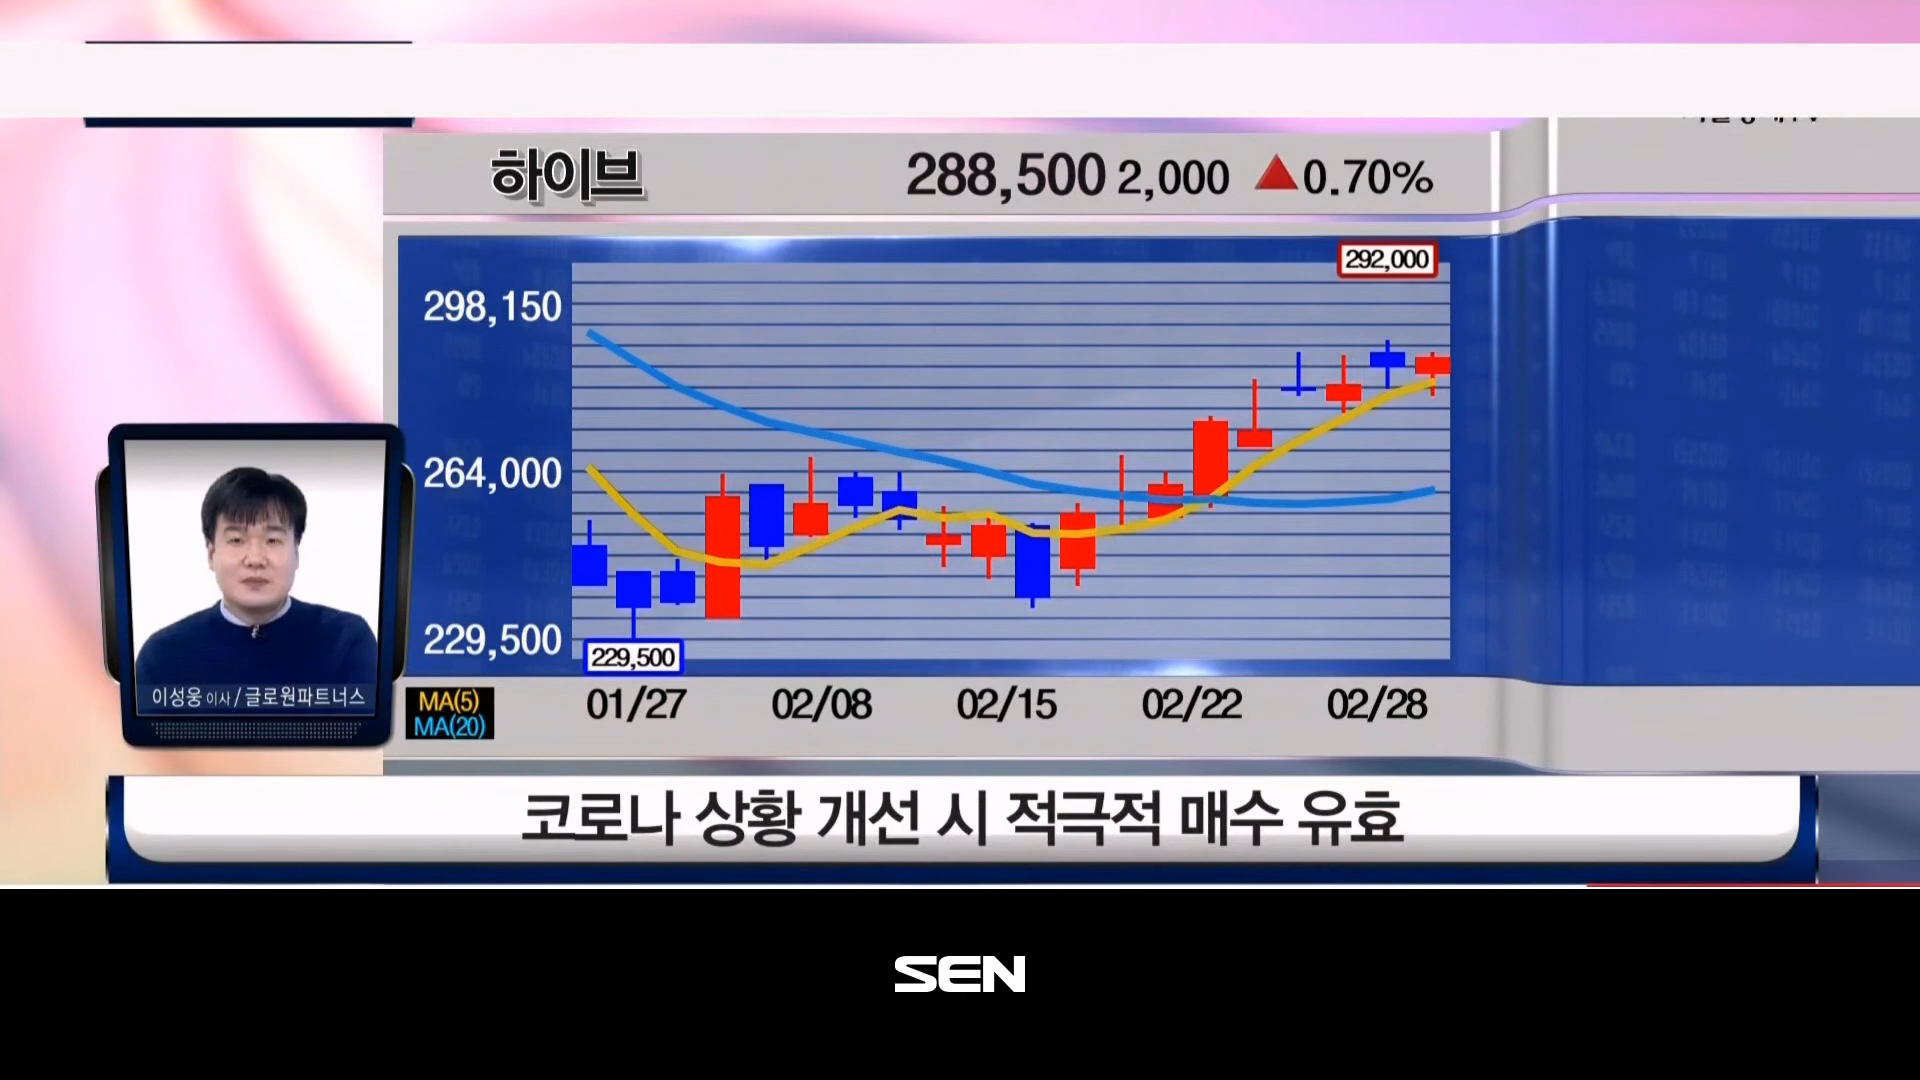 하이브 288,500 2,000 ▲0.70%
292,000
298,150
264,000
229,500
229,500
MA(5)
MA(20)
01/27 02/08 02/15 02/22 02/28
이성웅 이사 / 글로원파트너스
코로나 상황 개선 시 적극적 매수 유효
SEN